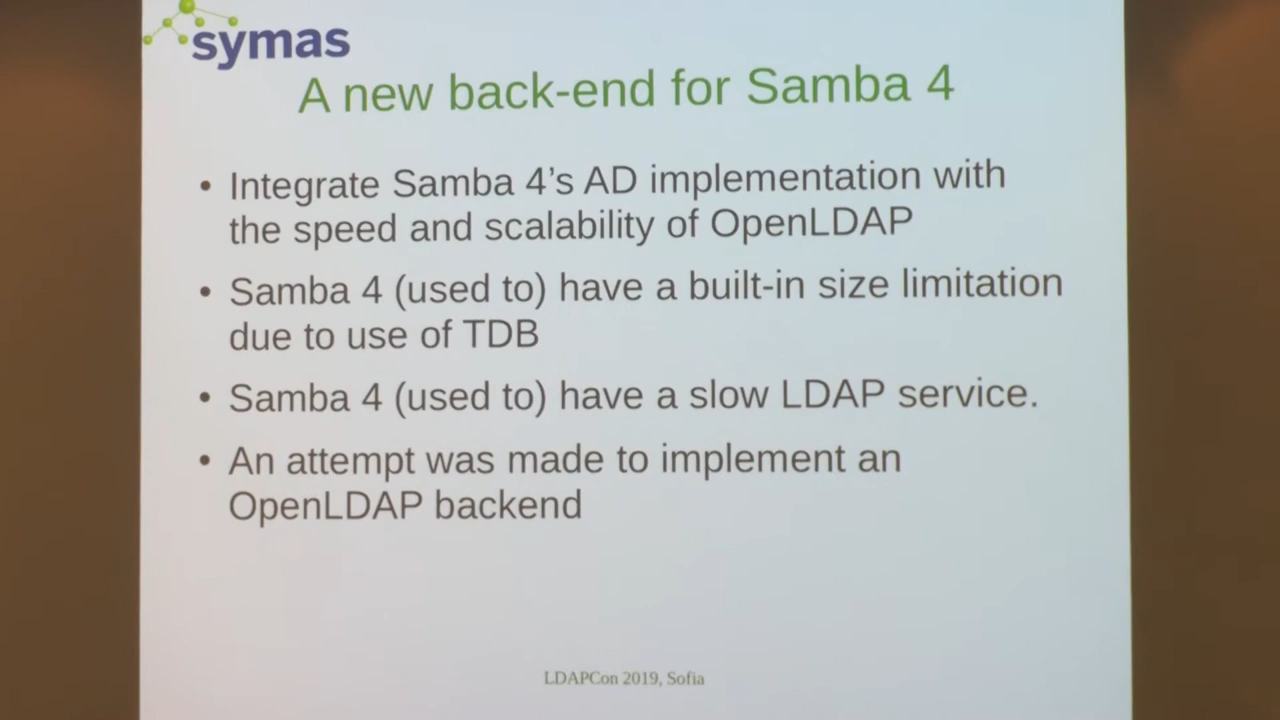 symas
A new back-end for Samba 4
• Integrate Samba 4’s AD implementation with
the speed and scalability of OpenLDAP
• Samba 4 (used to) have a built-in size limitation
due to use of TDB
• Samba 4 (used to) have a slow LDAP service.
• An attempt was made to implement an
OpenLDAP backend
LDAPCon 2019, Sofia